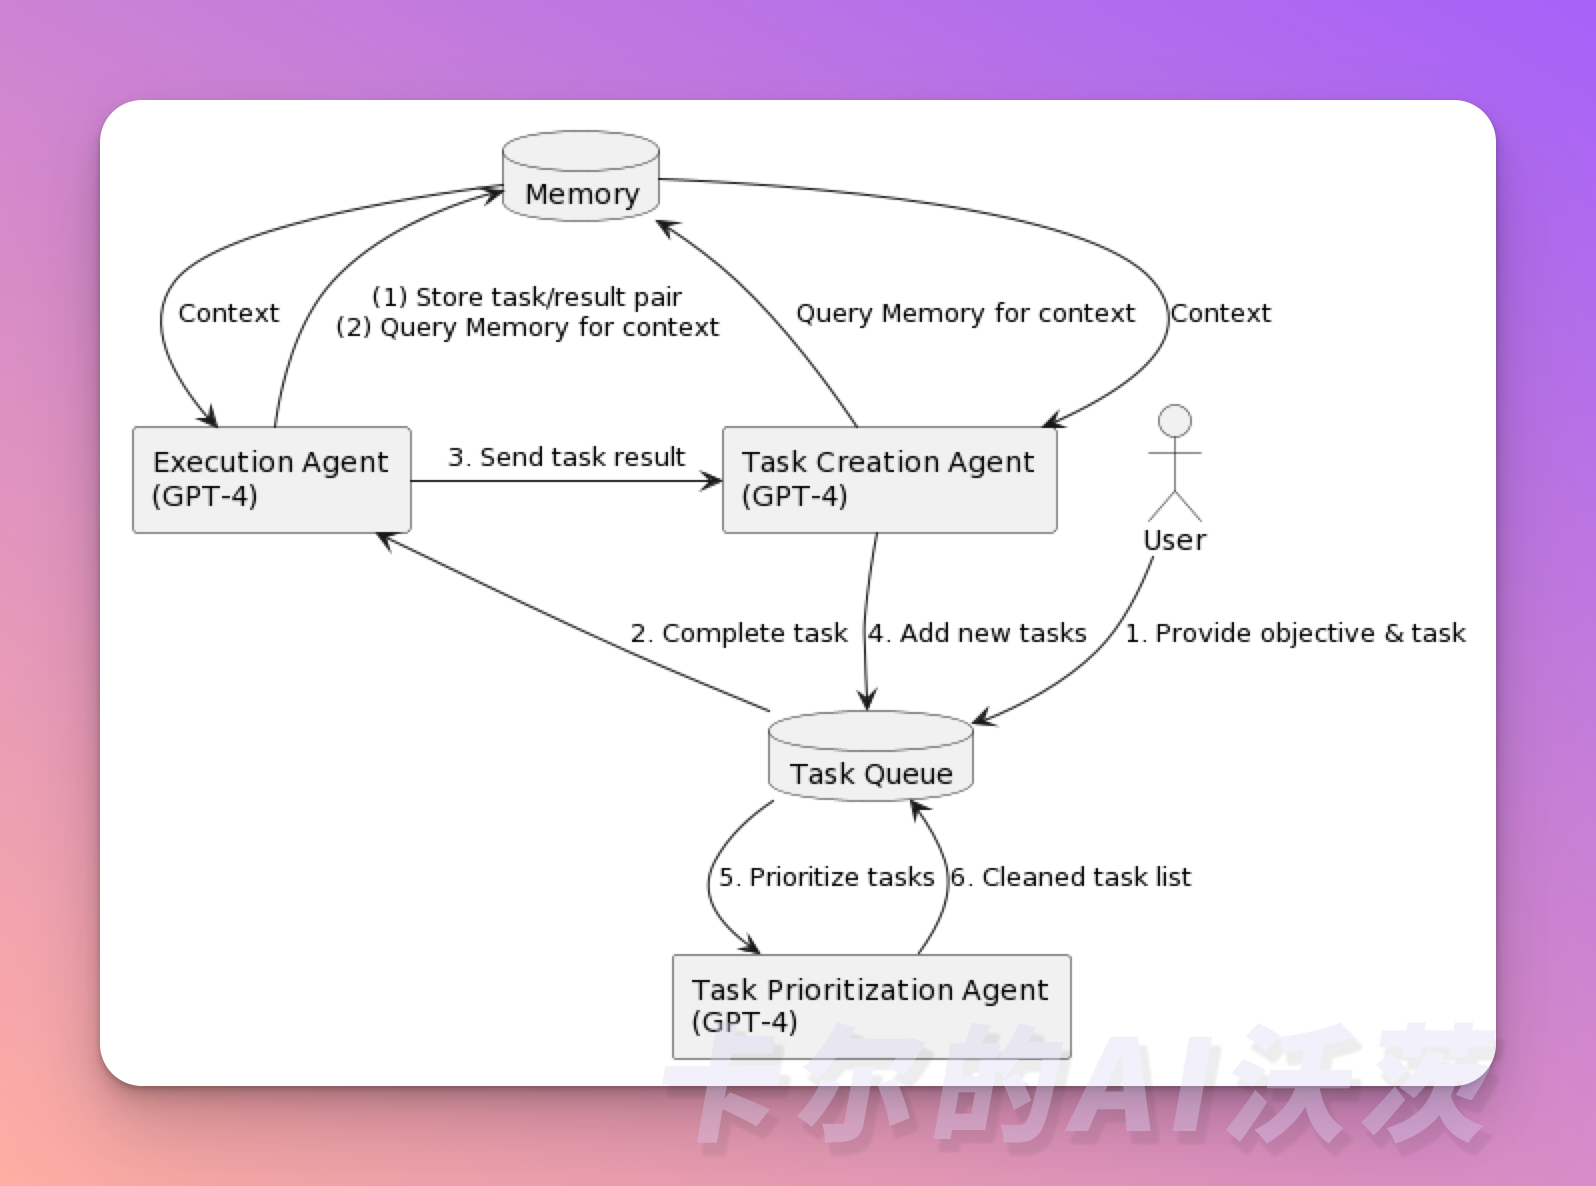 Memory
Context
(1) Store task/result pair
(2) Query Memory for context
Query Memory for context
Context
Execution Agent
(GPT-4)
3. Send task result
Task Creation Agent
(GPT-4)
User
2. Complete task
4. Add new tasks
1. Provide objective & task
Task Queue
5. Prioritize tasks
6. Cleaned task list
Task Prioritization Agent
(GPT-4)
卡尔的AI沃茨